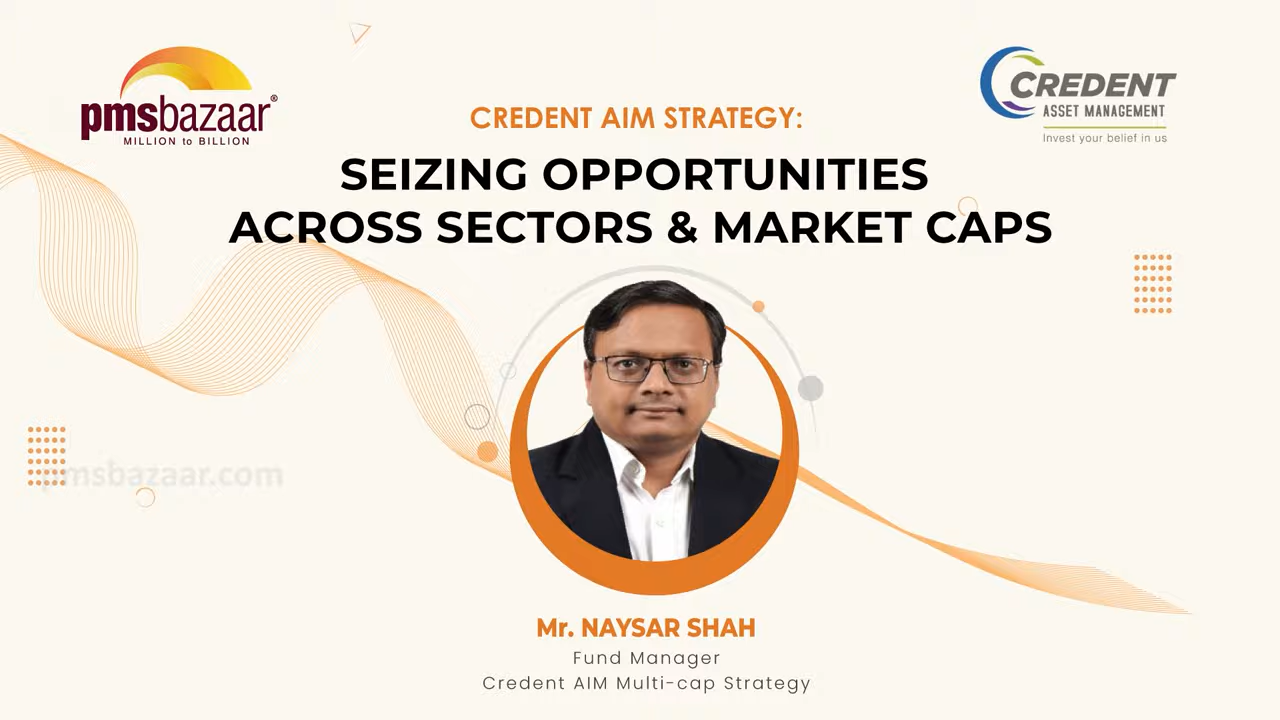 pmsbazaar®
MILLION to BILLION
CREDENT
ASSET MANAGEMENT
Invest your belief in us
CREDENT AIM STRATEGY:
SEIZING OPPORTUNITIES
ACROSS SECTORS & MARKET CAPS
pmsbazaar.com
Mr. NAYSAR SHAH
Fund Manager
Credent AIM Multi-cap Strategy